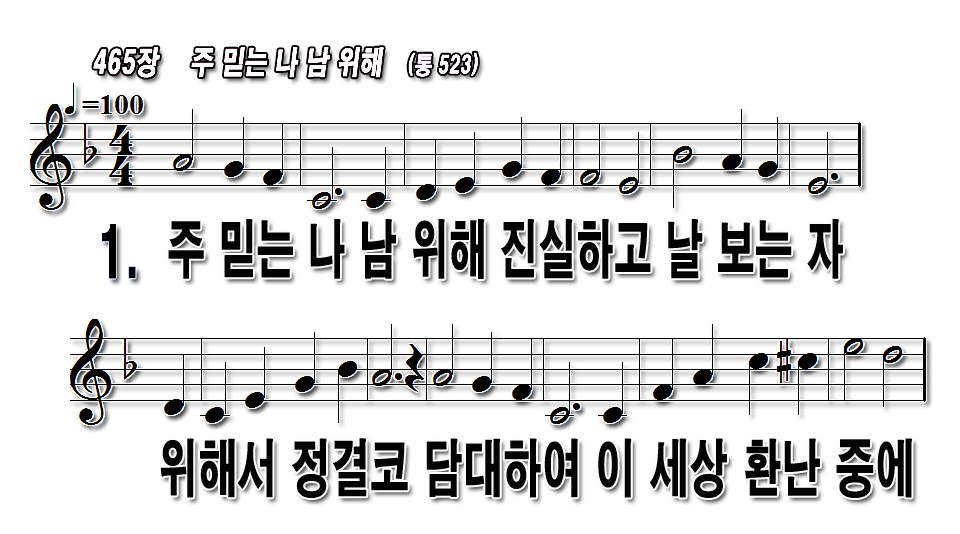 465장 주 믿는 나 남 위해 (통 523)
♩=100
4/4
1. 주 믿는 나 남 위해 진실하고 날 보는 자
위해서 정결코 담대하여 이 세상 환난 중에